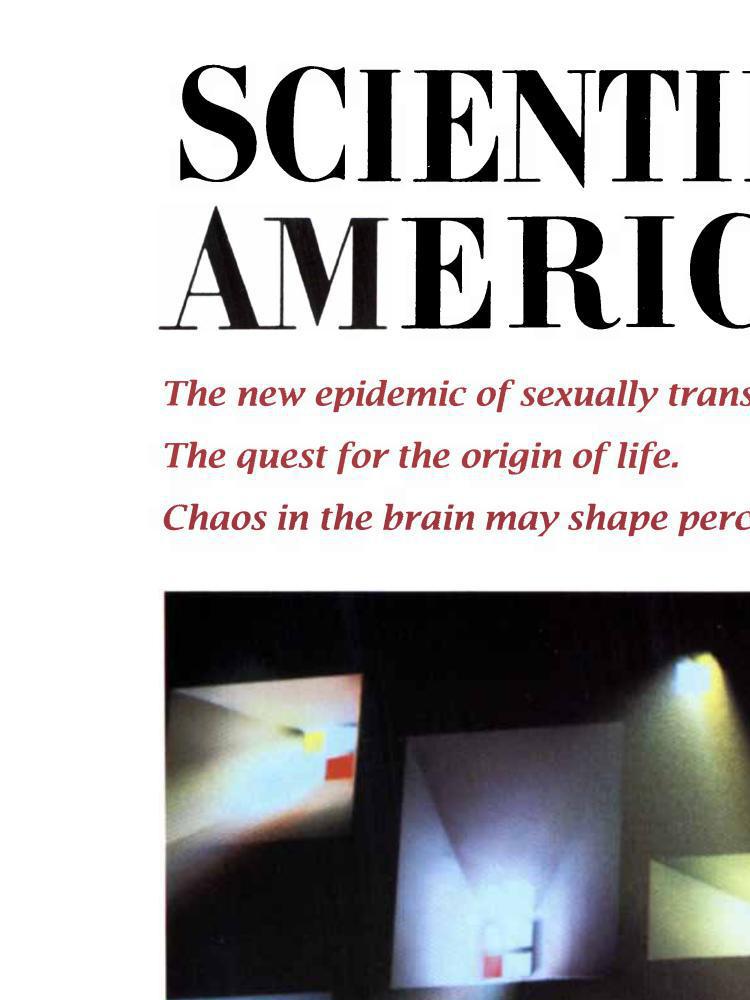 SCIENTI
AMERIC
The new epidemic of sexually trans
The quest for the origin of life.
Chaos in the brain may shape perc